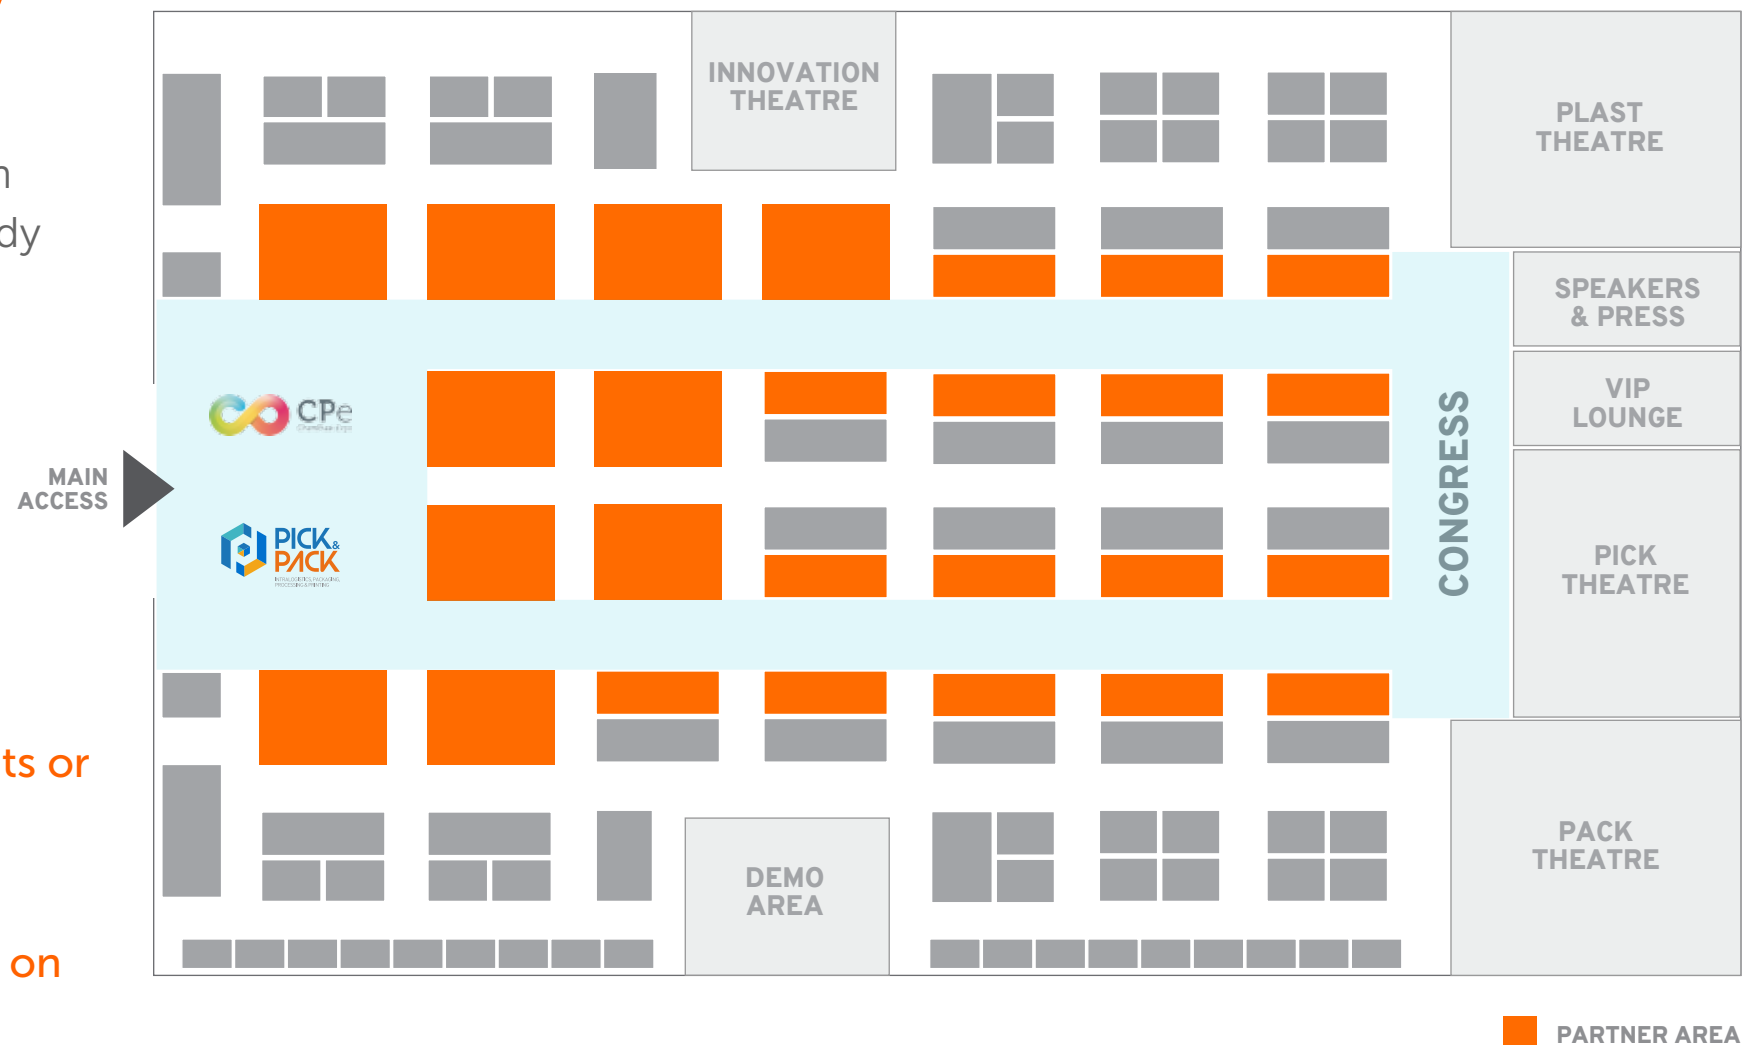 dy
ts or
on
INNOVATION
THEATRE
PLAST
THEATRE
SPEAKERS
& PRESS
VIP
LOUNGE
CPe
MAIN
ACCESS
CONGRESS
PICK&
PACK
PICK
THEATRE
PACK
THEATRE
DEMO
AREA
PARTNER AREA